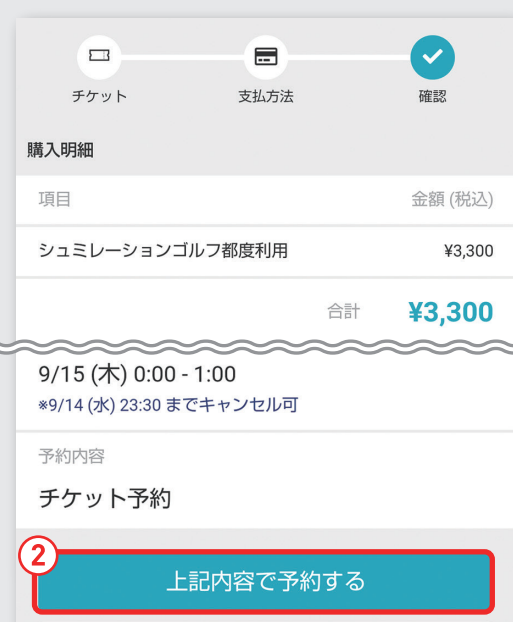 チケット 支払方法 確認
購入明細
項目 金額 (税込)
シュミレーションゴルフ都度利用 ¥3,300
合計 ¥3,300
9/15 (木) 0:00 - 1:00
*9/14 (水) 23:30 までキャンセル可
予約内容
チケット予約
2
上記内容で予約する